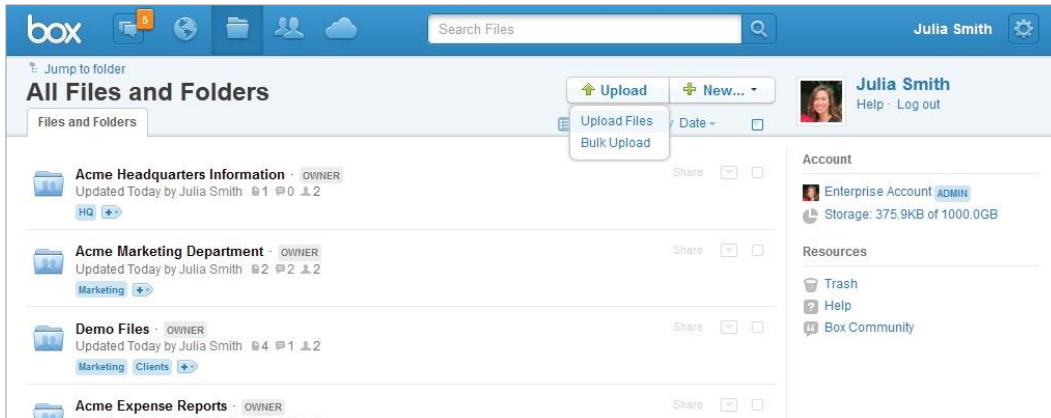 box
5
Search Files
Julia Smith
Jump to folder
All Files and Folders
Files and Folders
Upload
New...
Upload Files
Bulk Upload
Date
Julia Smith
Help · Log out
Acme Headquarters Information · OWNER
Updated Today by Julia Smith 1 0 2
HQ
Share
Acme Marketing Department · OWNER
Updated Today by Julia Smith 2 2 2
Marketing
Share
Demo Files · OWNER
Updated Today by Julia Smith 4 1 2
Marketing Clients
Share
Acme Expense Reports · OWNER
Share
Account
Enterprise Account ADMIN
Storage: 375.9KB of 1000.0GB
Resources
Trash
Help
Box Community